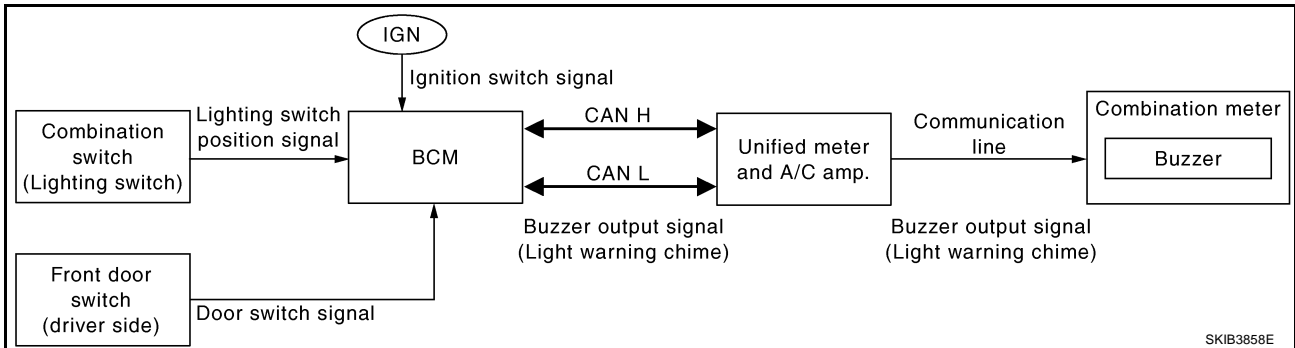 IGN
Ignition switch signal
Combination
switch
(Lighting switch)
Lighting switch
position signal
BCM
CAN H
CAN L
Unified meter
and A/C amp.
Communication
line
Combination meter
Buzzer
Buzzer output signal
(Light warning chime)
Buzzer output signal
(Light warning chime)
Front door
switch
(driver side)
Door switch signal
SKIB3858E